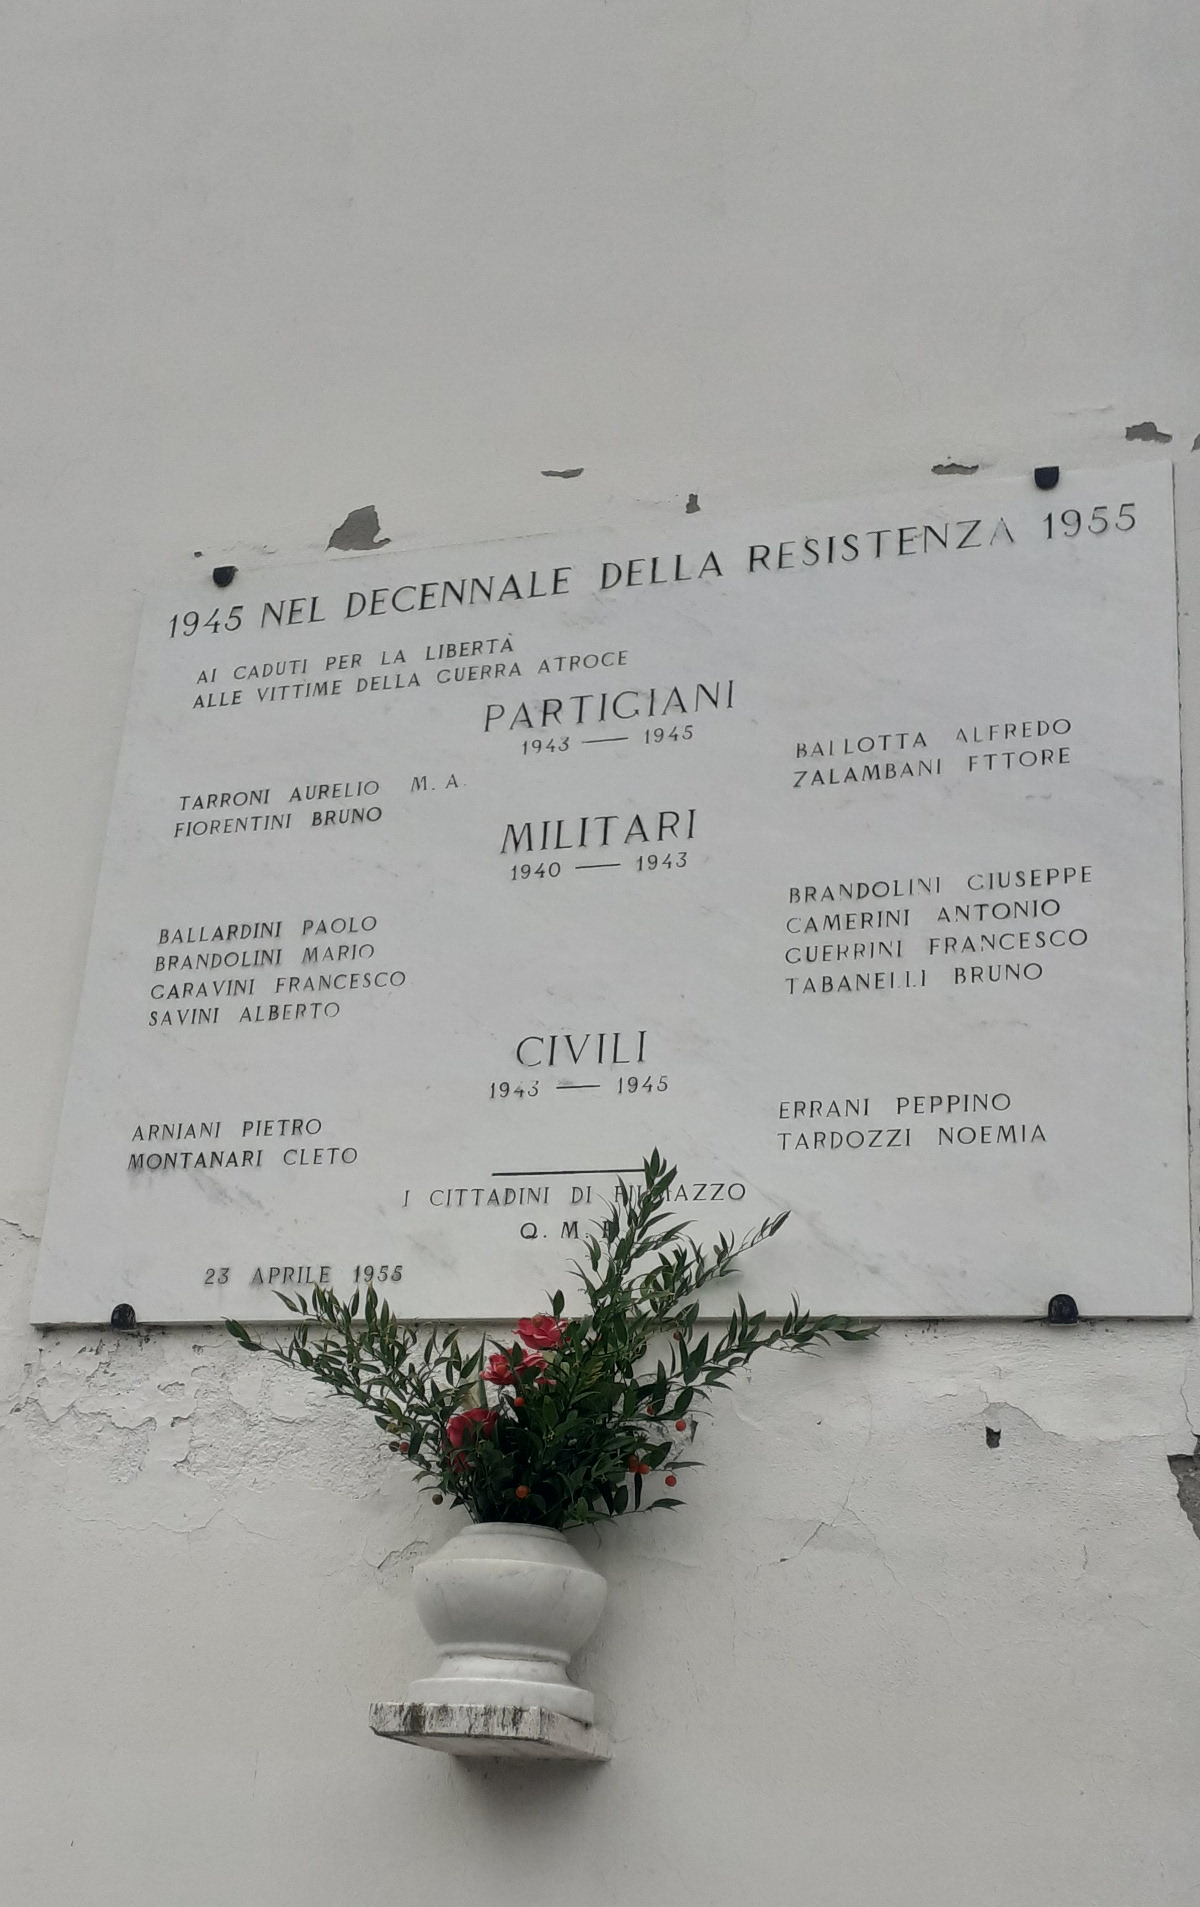 1945 NEL DECENNALE DELLA RESISTENZA 1955
AI CADUTI PER LA LIBERTÀ
ALLE VITTIME DELLA GUERRA ATROCE
PARTIGIANI
1943 — 1945
TARRONI AURELIO M. A.
FIORENTINI BRUNO
BALLOTTA ALFREDO
ZALAMBANI ETTORE
MILITARI
1940 — 1943
BALLARDINI PAOLO
BRANDOLINI MARIO
GARAVINI FRANCESCO
SAVINI ALBERTO
BRANDOLINI GIUSEPPE
CAMERINI ANTONIO
GUERRINI FRANCESCO
TABANELLI BRUNO
CIVILI
1943 — 1945
ARNIANI PIETRO
MONTANARI CLETO
ERRANI PEPPINO
TARDOZZI NOEMIA
I CITTADINI DI
Q. M.
23 APRILE 1955